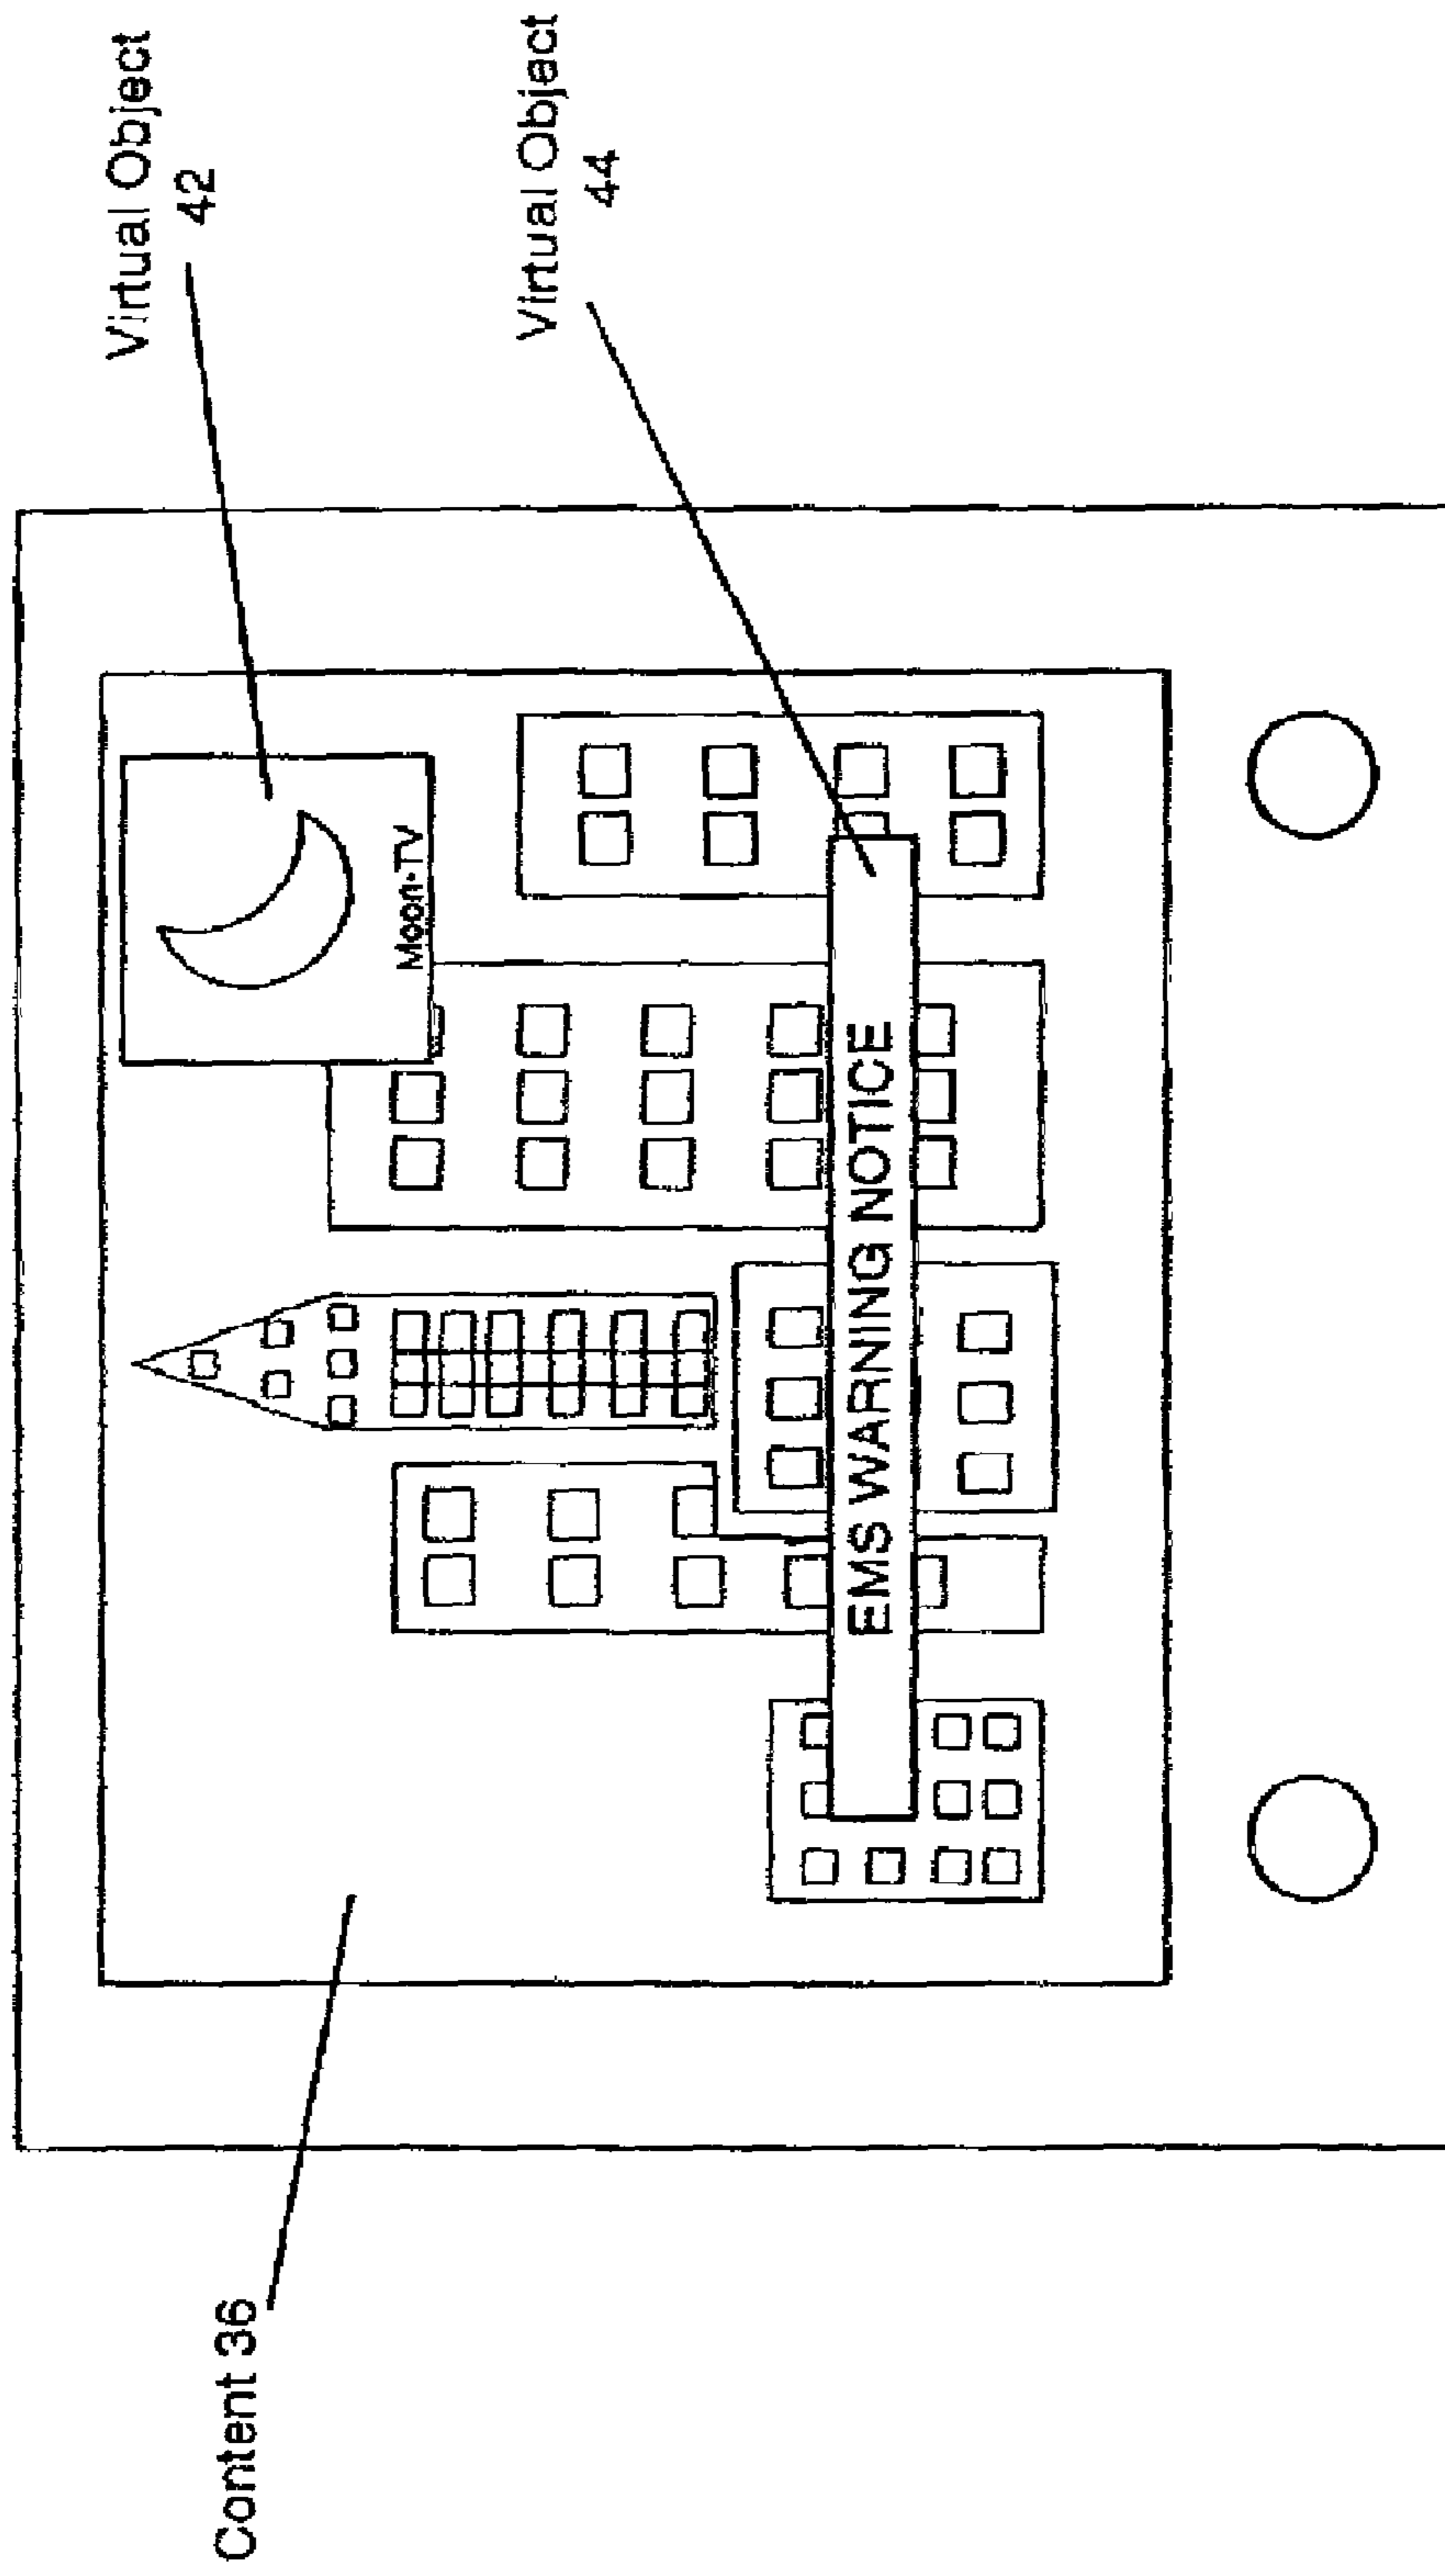 Virtual Object
42
Virtual Object
44
Moon-TV
EMS WARNING NOTICE
Content 36